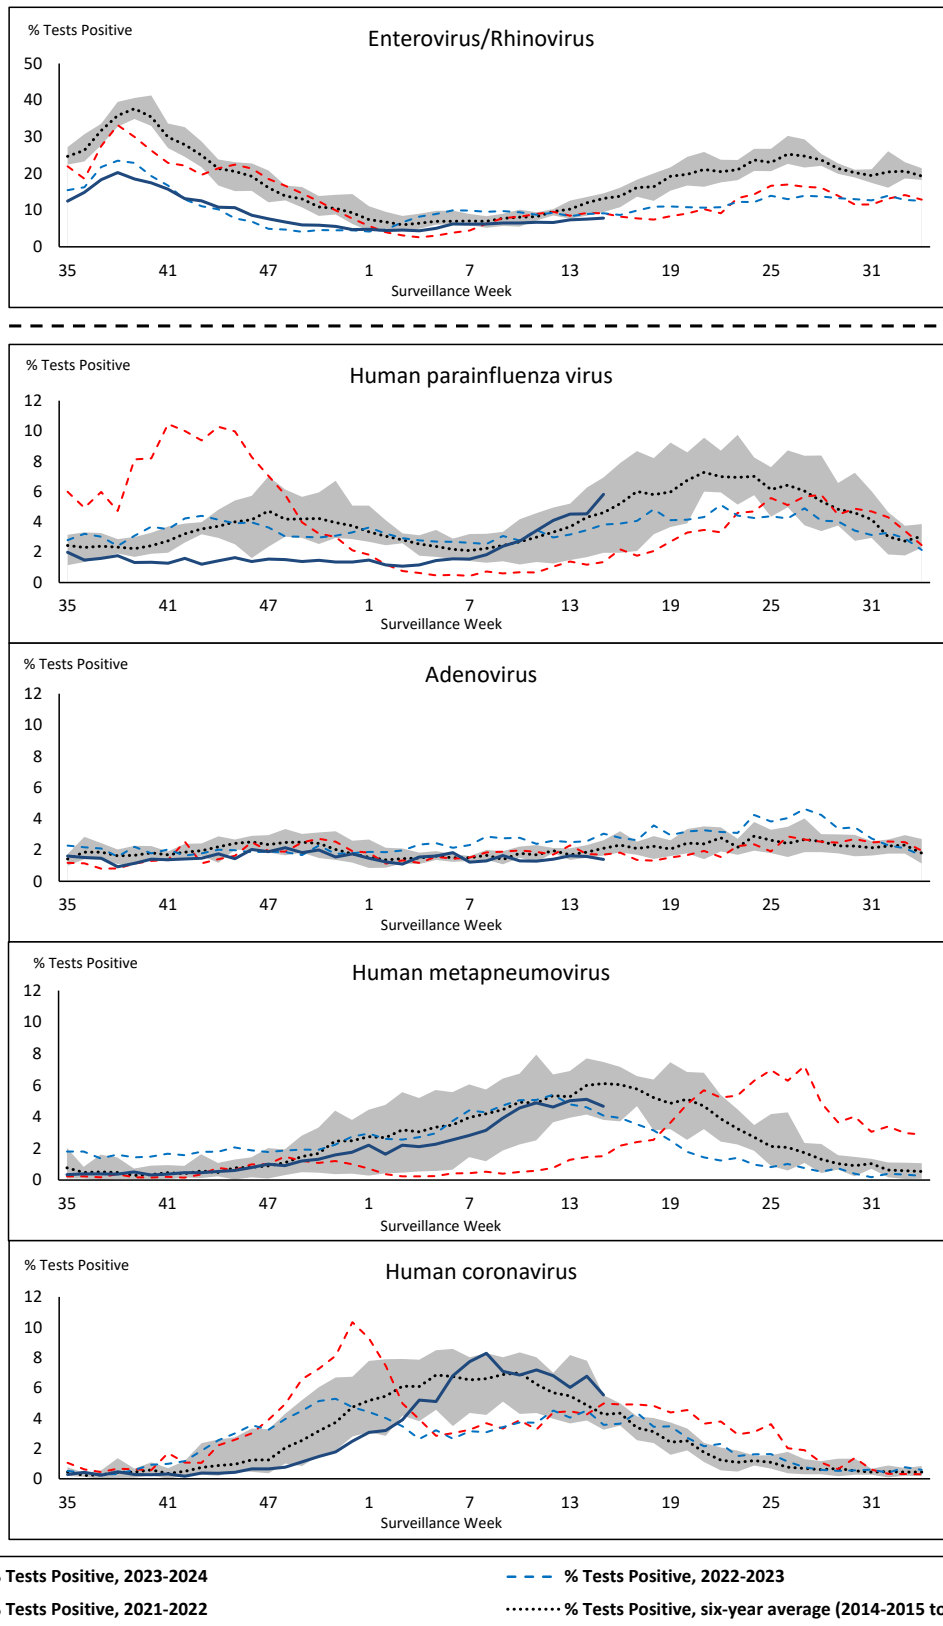 % Tests Positive
Enterovirus/Rhinovirus
50
40
30
20
10
0
35 41 47 1 7 13 19 25 31
Surveillance Week
% Tests Positive
Human parainfluenza virus
12
10
8
6
4
2
0
35 41 47 1 7 13 19 25 31
Surveillance Week
% Tests Positive
Adenovirus
12
10
8
6
4
2
0
35 41 47 1 7 13 19 25 31
Surveillance Week
% Tests Positive
Human metapneumovirus
12
10
8
6
4
2
0
35 41 47 1 7 13 19 25 31
Surveillance Week
% Tests Positive
Human coronavirus
12
10
8
6
4
2
0
35 41 47 1 7 13 19 25 31
Surveillance Week
% Tests Positive, 2023-2024 % Tests Positive, 2022-2023
% Tests Positive, 2021-2022 % Tests Positive, six-year average (2014-2015 to